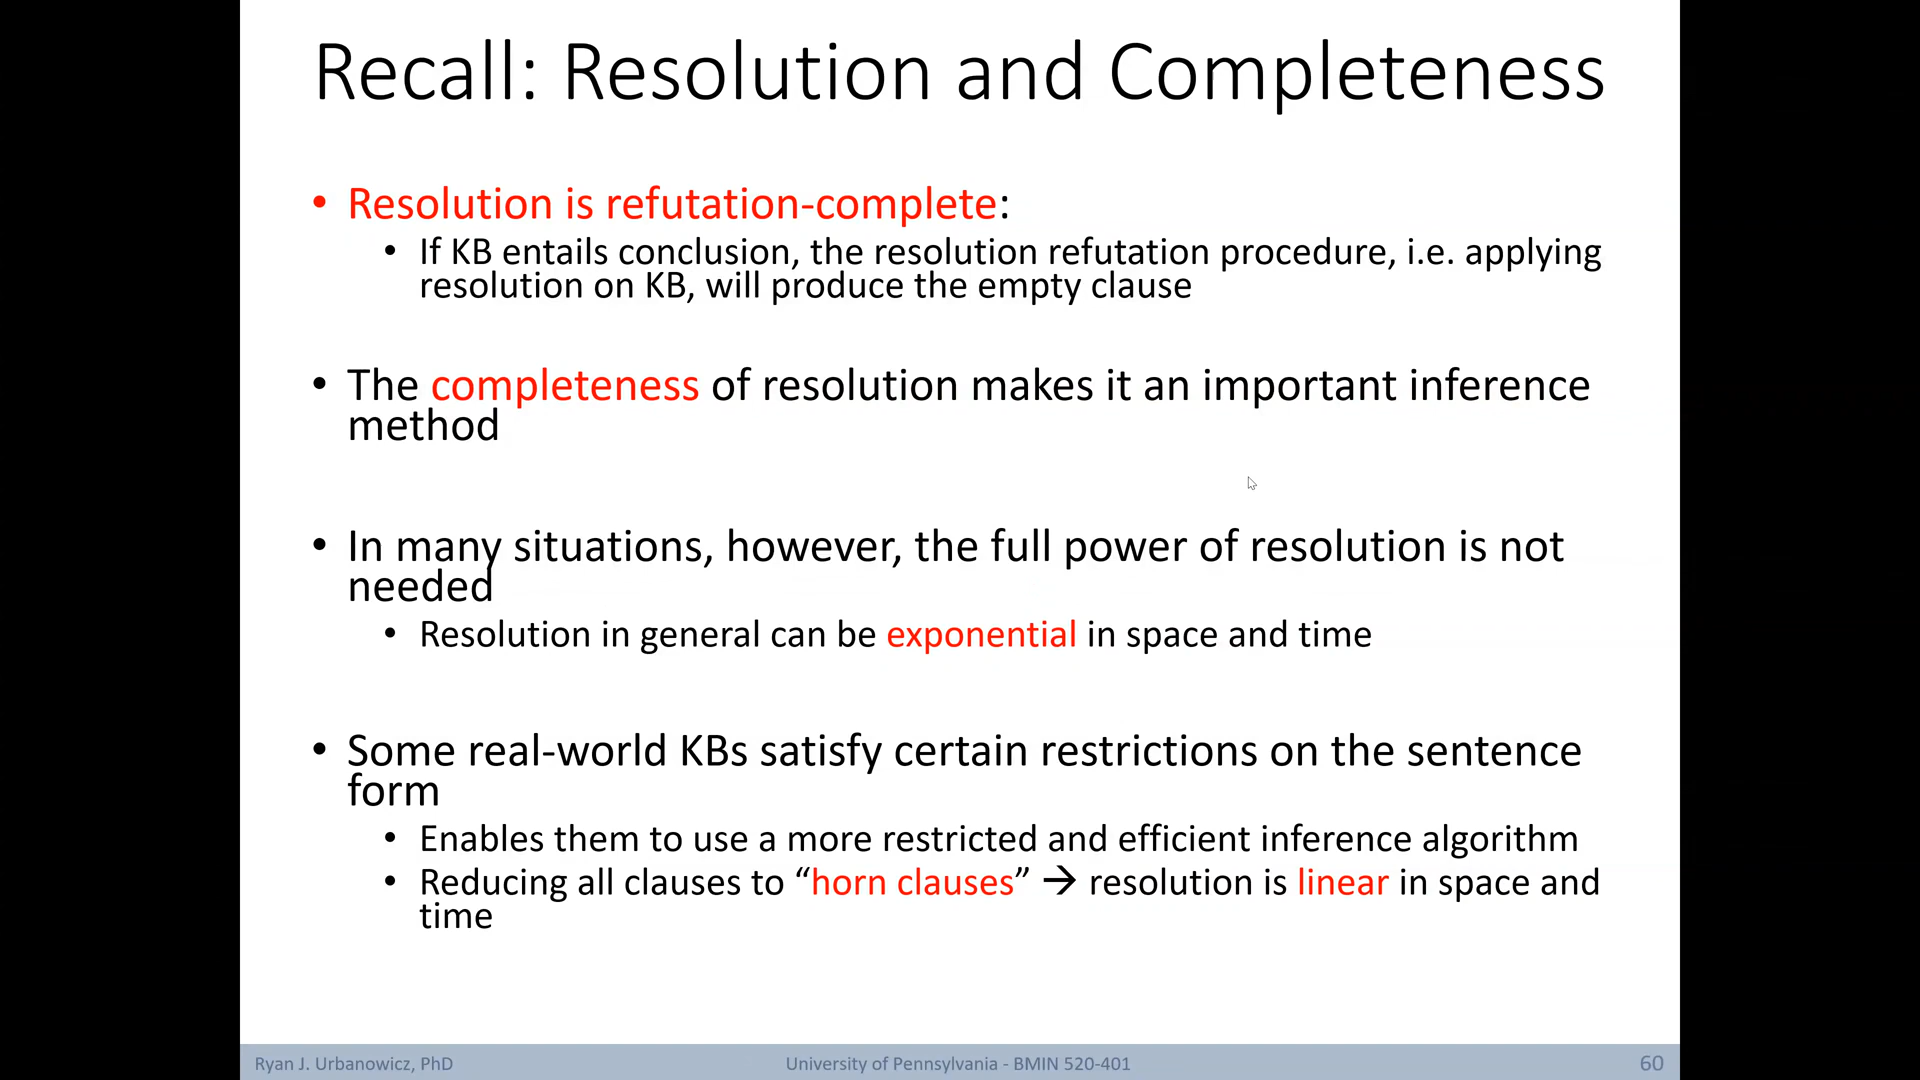 Recall: Resolution and Completeness
• Resolution is refutation-complete:
• If KB entails conclusion, the resolution refutation procedure, i.e. applying
resolution on KB, will produce the empty clause
• The completeness of resolution makes it an important inference
method
• In many situations, however, the full power of resolution is not
needed
• Resolution in general can be exponential in space and time
• Some real-world KBs satisfy certain restrictions on the sentence
form
• Enables them to use a more restricted and efficient inference algorithm
• Reducing all clauses to “horn clauses” → resolution is linear in space and
time
Ryan J. Urbanowicz, PhD
University of Pennsylvania - BMIN 520-401
60